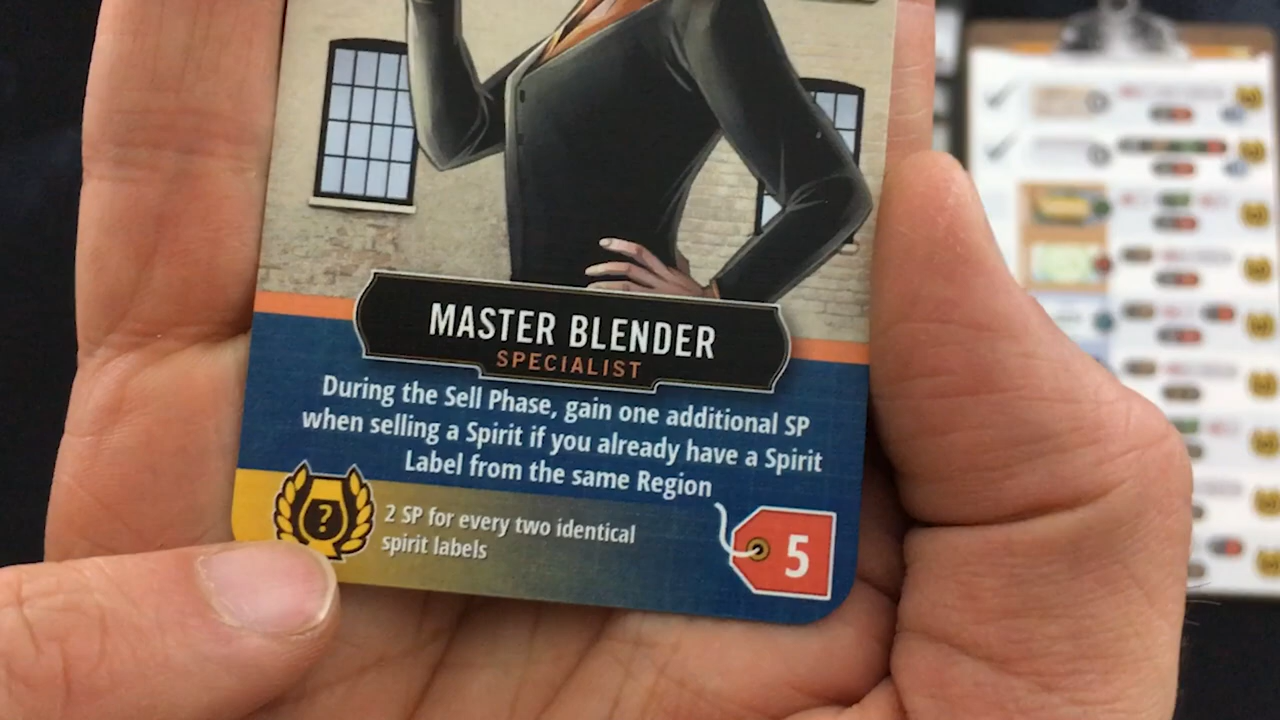 MASTER BLENDER
SPECIALIST
During the Sell Phase, gain one additional SP
when selling a Spirit if you already have a Spirit
Label from the same Region
?
2 SP for every two identical
spirit labels
5